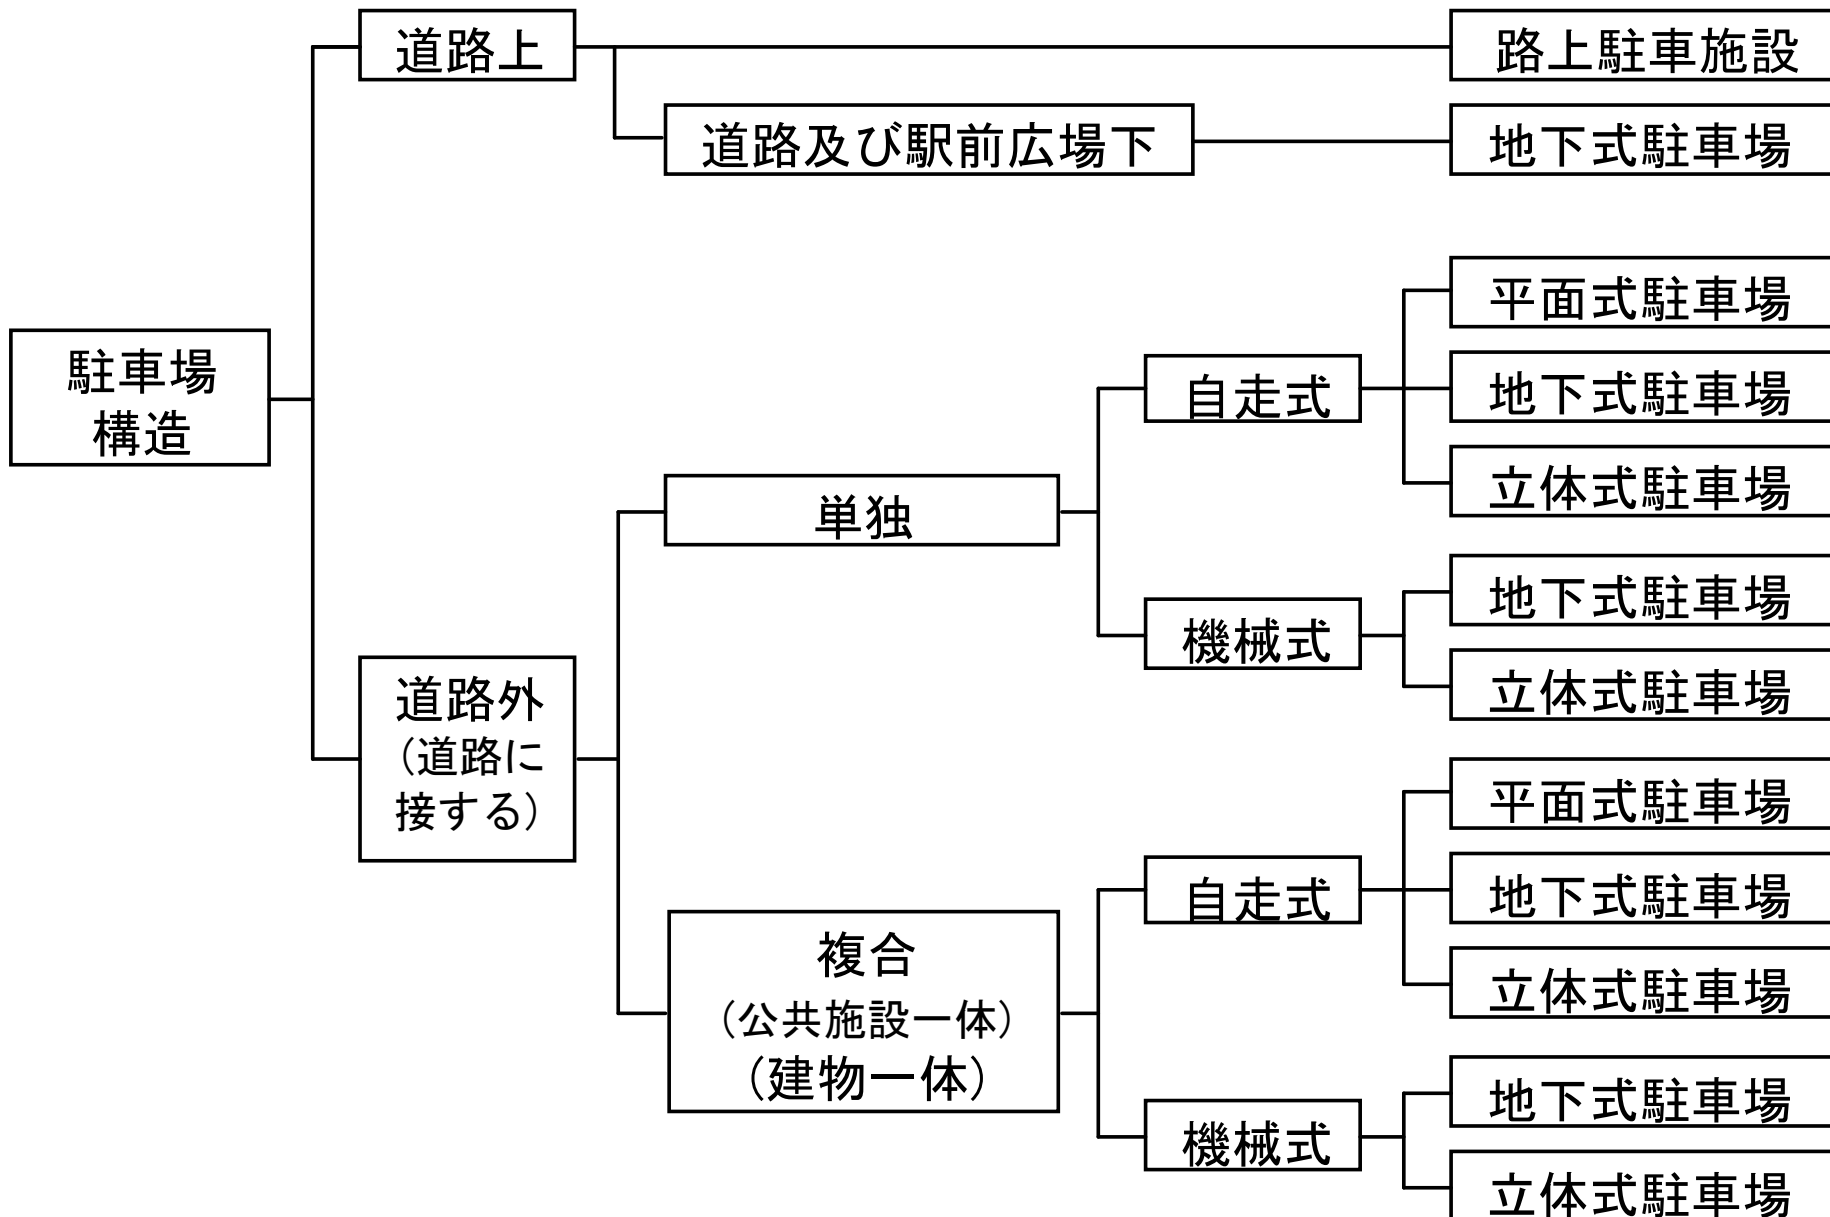 道路上
路上駐車施設
道路及び駅前広場下
地下式駐車場
駐車場
構造
道路外
（道路に
接する）
単独
自走式
平面式駐車場
地下式駐車場
立体式駐車場
機械式
地下式駐車場
立体式駐車場
複合
（公共施設一体）
（建物一体）
自走式
平面式駐車場
地下式駐車場
立体式駐車場
機械式
地下式駐車場
立体式駐車場